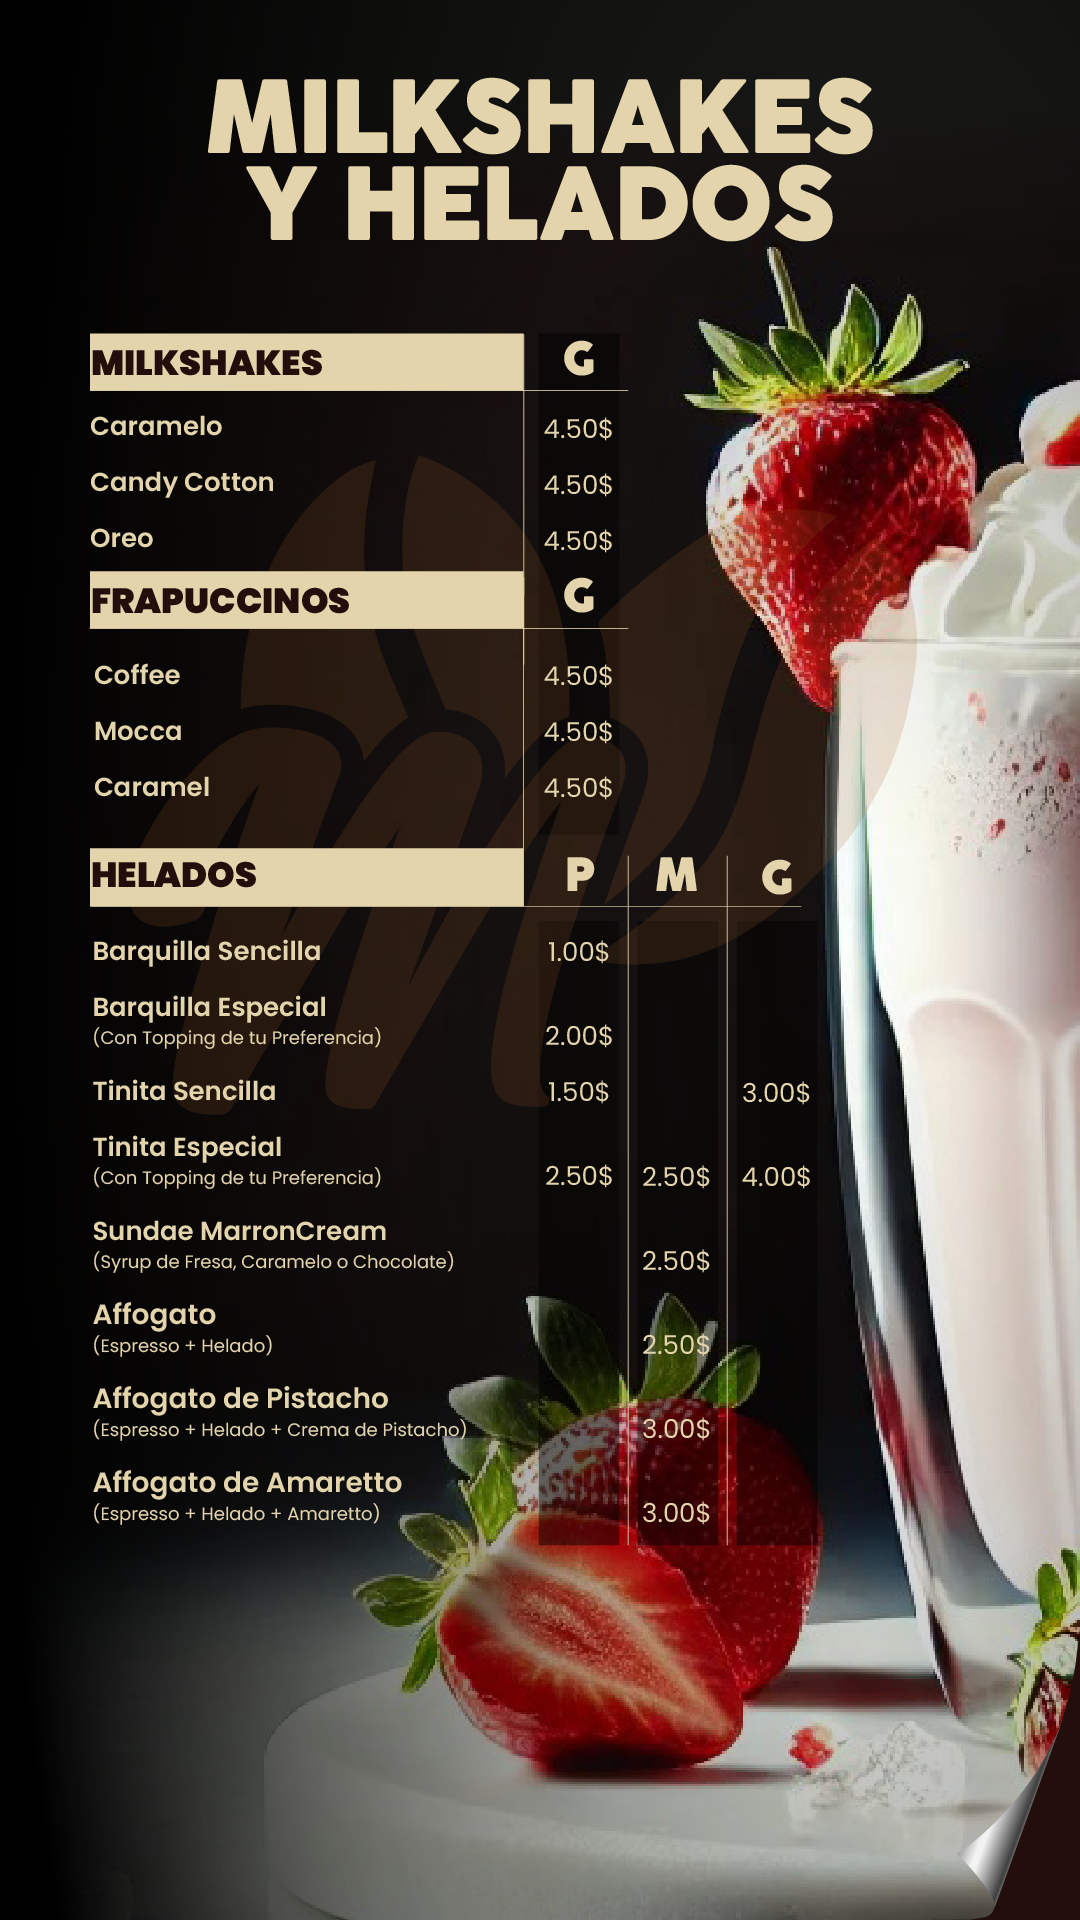 MILKSHAKES
Y HELADOS
MILKSHAKES G
Caramelo 4.50$
Candy Cotton 4.50$
Oreo 4.50$
FRAPUCCINOS G
Coffee 4.50$
Mocca 4.50$
Caramel 4.50$
HELADOS P M G
Barquilla Sencilla 1.00$
Barquilla Especial
(Con Topping de tu Preferencia) 2.00$
Tinita Sencilla 1.50$ 3.00$
Tinita Especial
(Con Topping de tu Preferencia) 2.50$ 2.50$ 4.00$
Sundae MarronCream
(Syrup de Fresa, Caramelo o Chocolate) 2.50$
Affogato
(Espresso + Helado) 2.50$
Affogato de Pistacho
(Espresso + Helado + Crema de Pistacho) 3.00$
Affogato de Amaretto
(Espresso + Helado + Amaretto) 3.00$